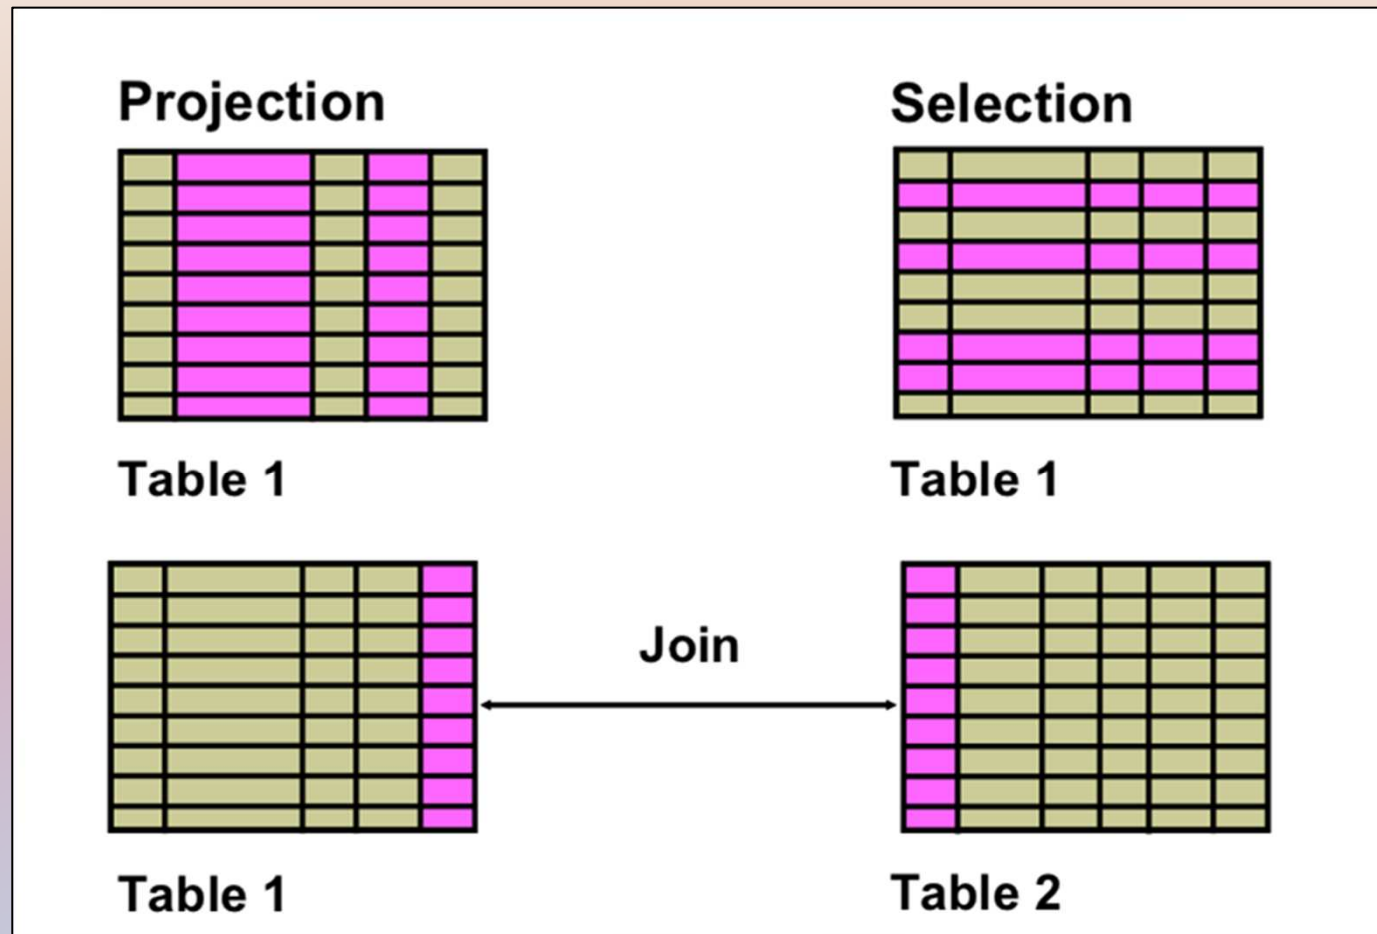 Projection
Selection
Table 1
Table 1
Join
Table 1
Table 2